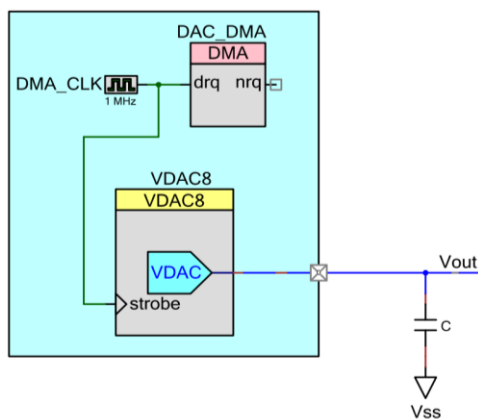 DAC_DMA
DMA
DMA_CLK
1 MHz
drq nrq
VDAC8
VDAC8
VDAC
strobe
Vout
C
Vss